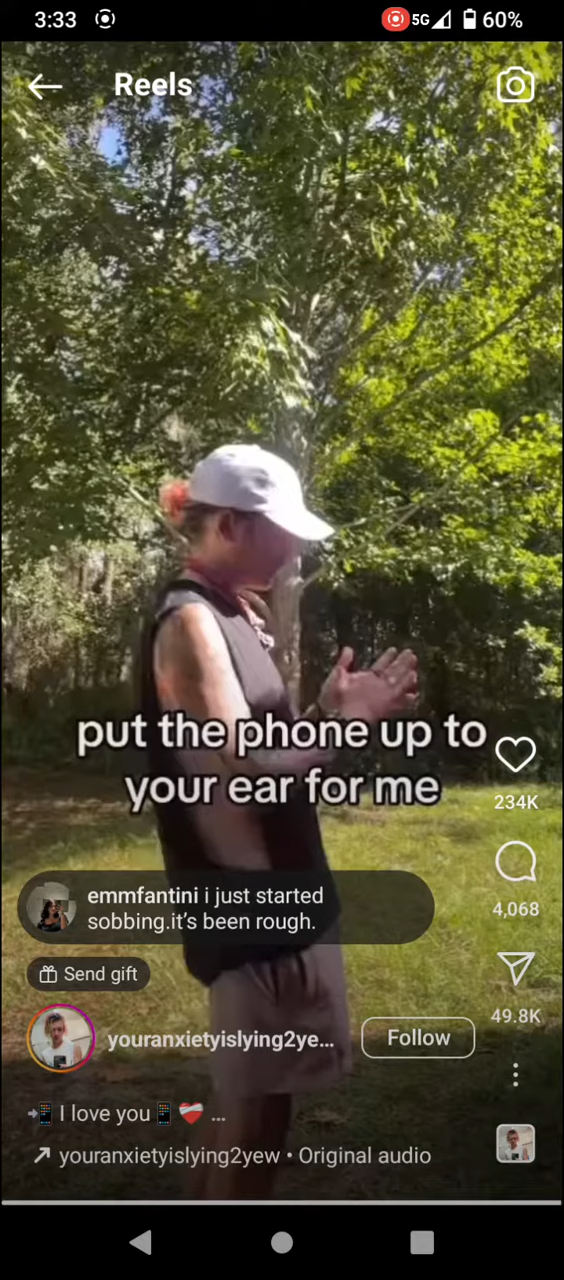 3:33
5G
60%
Reels
put the phone up to
your ear for me
234K
emmfantini i just started
sobbing.it’s been rough.
4,068
Send gift
49.8K
youranxietyislying2ye...
Follow
📲 I love you📱❤️‍🩹 ...
youranxietyislying2yew • Original audio